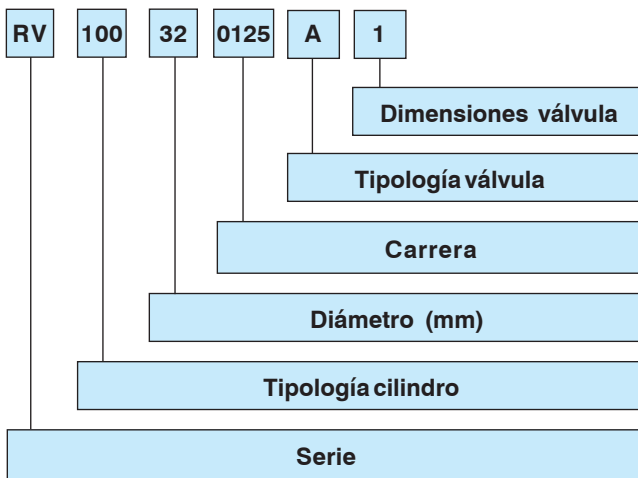 RV 100 32 0125 A 1
Dimensiones válvula
Tipología válvula
Carrera
Diámetro (mm)
Tipología cilindro
Serie